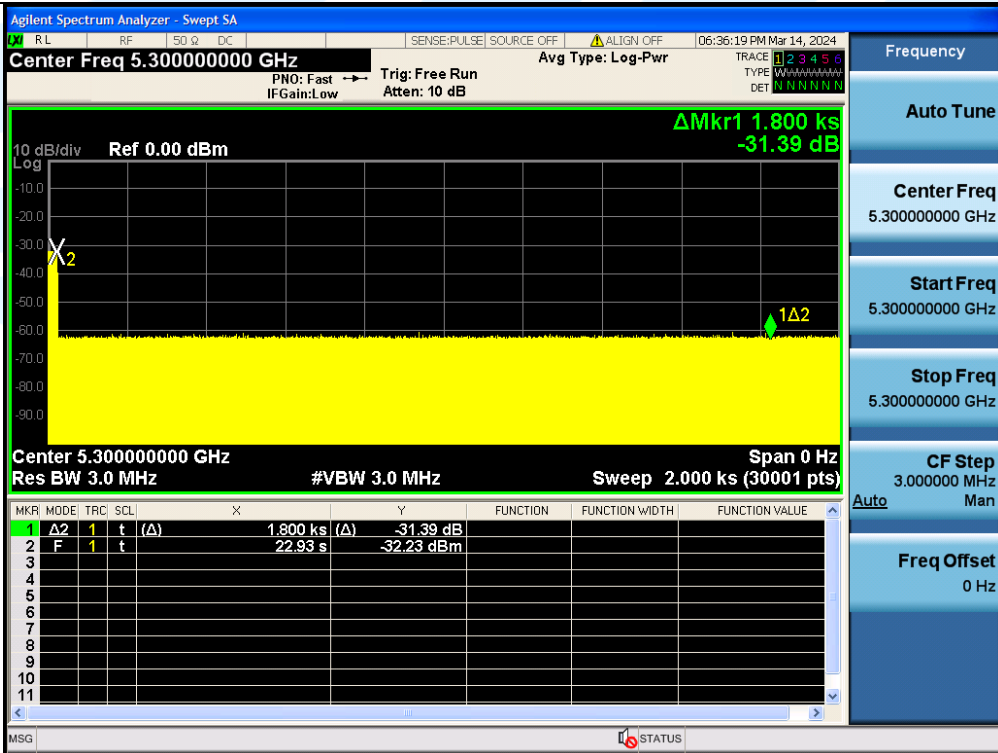 Agilent Spectrum Analyzer - Swept SA
LXI RL RF 50 Ω DC SENSE:PULSE SOURCE OFF ALIGN OFF 06:36:19 PM Mar 14, 2024
Center Freq 5.300000000 GHz
PNO: Fast
IFGain:Low
Trig: Free Run
Atten: 10 dB
Avg Type: Log-Pwr
TRACE 1 2 3 4 5 6
TYPE WWWWWW
DET N N N N N N
ΔMkr1 1.800 ks
-31.39 dB
10 dB/div Ref 0.00 dBm
Log
-10.0
-20.0
-30.0
-40.0
-50.0
-60.0
-70.0
-80.0
-90.0
X2
1Δ2
Center 5.300000000 GHz Span 0 Hz
Res BW 3.0 MHz #VBW 3.0 MHz Sweep 2.000 ks (30001 pts)
MKR MODE TRC SCL X Y FUNCTION FUNCTION WIDTH FUNCTION VALUE
1 Δ2 1 t (Δ) 1.800 ks (Δ) -31.39 dB
2 F 1 t 22.93 s -32.23 dBm
3
4
5
6
7
8
9
10
11
MSG STATUS
Frequency
Auto Tune
Center Freq
5.300000000 GHz
Start Freq
5.300000000 GHz
Stop Freq
5.300000000 GHz
CF Step
3.000000 MHz
Auto Man
Freq Offset
0 Hz